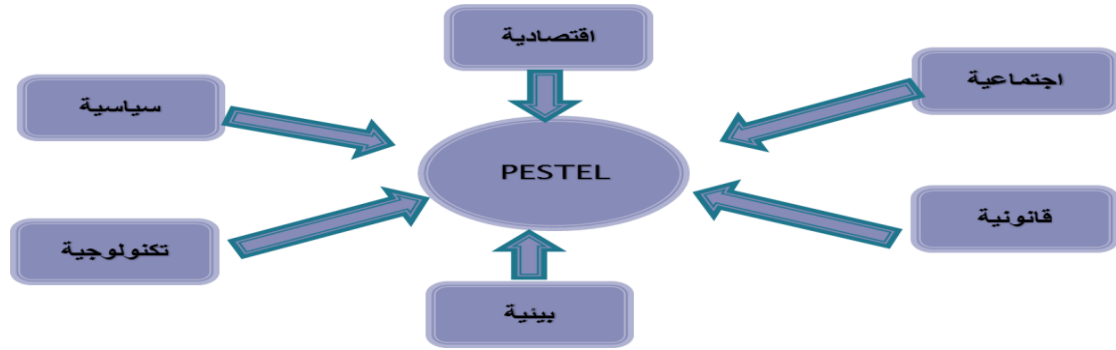 اقتصادية
اجتماعية
سياسية
PESTEL
قانونية
تكنولوجية
بيئية